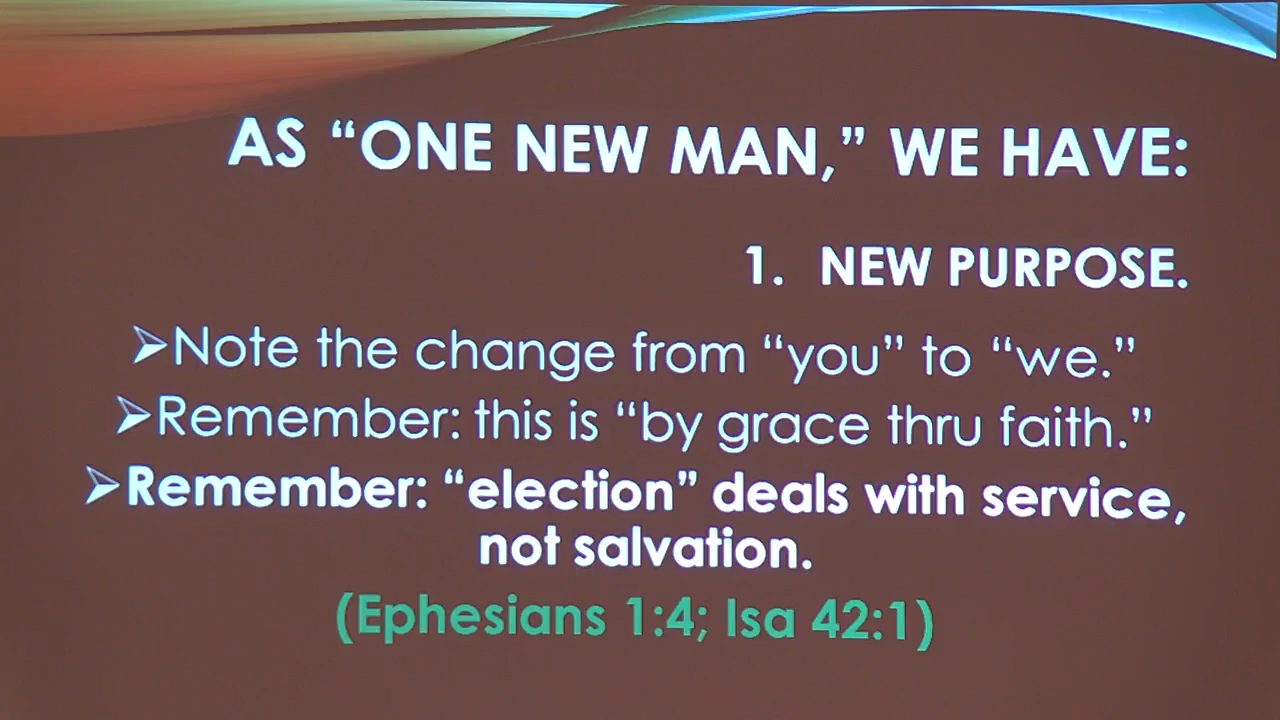 AS “ONE NEW MAN,” WE HAVE:
1. NEW PURPOSE.
➢Note the change from “you” to “we.”
➢Remember: this is “by grace thru faith.”
➢Remember: “election” deals with service,
not salvation.
(Ephesians 1:4; Isa 42:1)